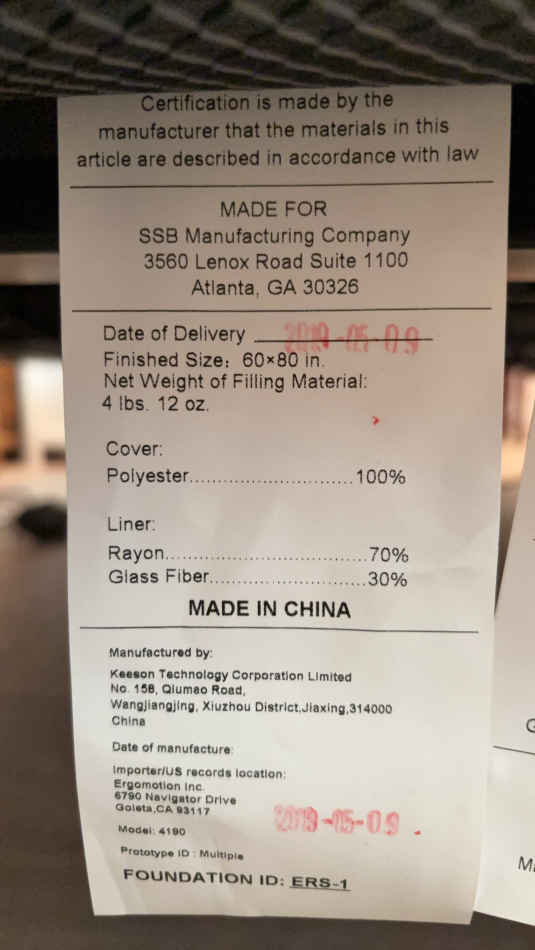 Certification is made by the
manufacturer that the materials in this
article are described in accordance with law
MADE FOR
SSB Manufacturing Company
3560 Lenox Road Suite 1100
Atlanta, GA 30326
Date of Delivery 2019-05-09
Finished Size: 60×80 in.
Net Weight of Filling Material:
4 lbs. 12 oz.
Cover:
Polyester............................100%
Liner:
Rayon...................................70%
Glass Fiber...........................30%
MADE IN CHINA
Manufactured by:
Keeson Technology Corporation Limited
No. 158, Qiumao Road,
Wangjiangjing, Xiuzhou District,Jiaxing,314000
China
Date of manufacture:
Importer/US records location:
Ergomotion Inc.
6790 Navigator Drive
Goleta,CA 93117
2019-05-09
Model: 4190
Prototype ID : Multiple
FOUNDATION ID: ERS-1